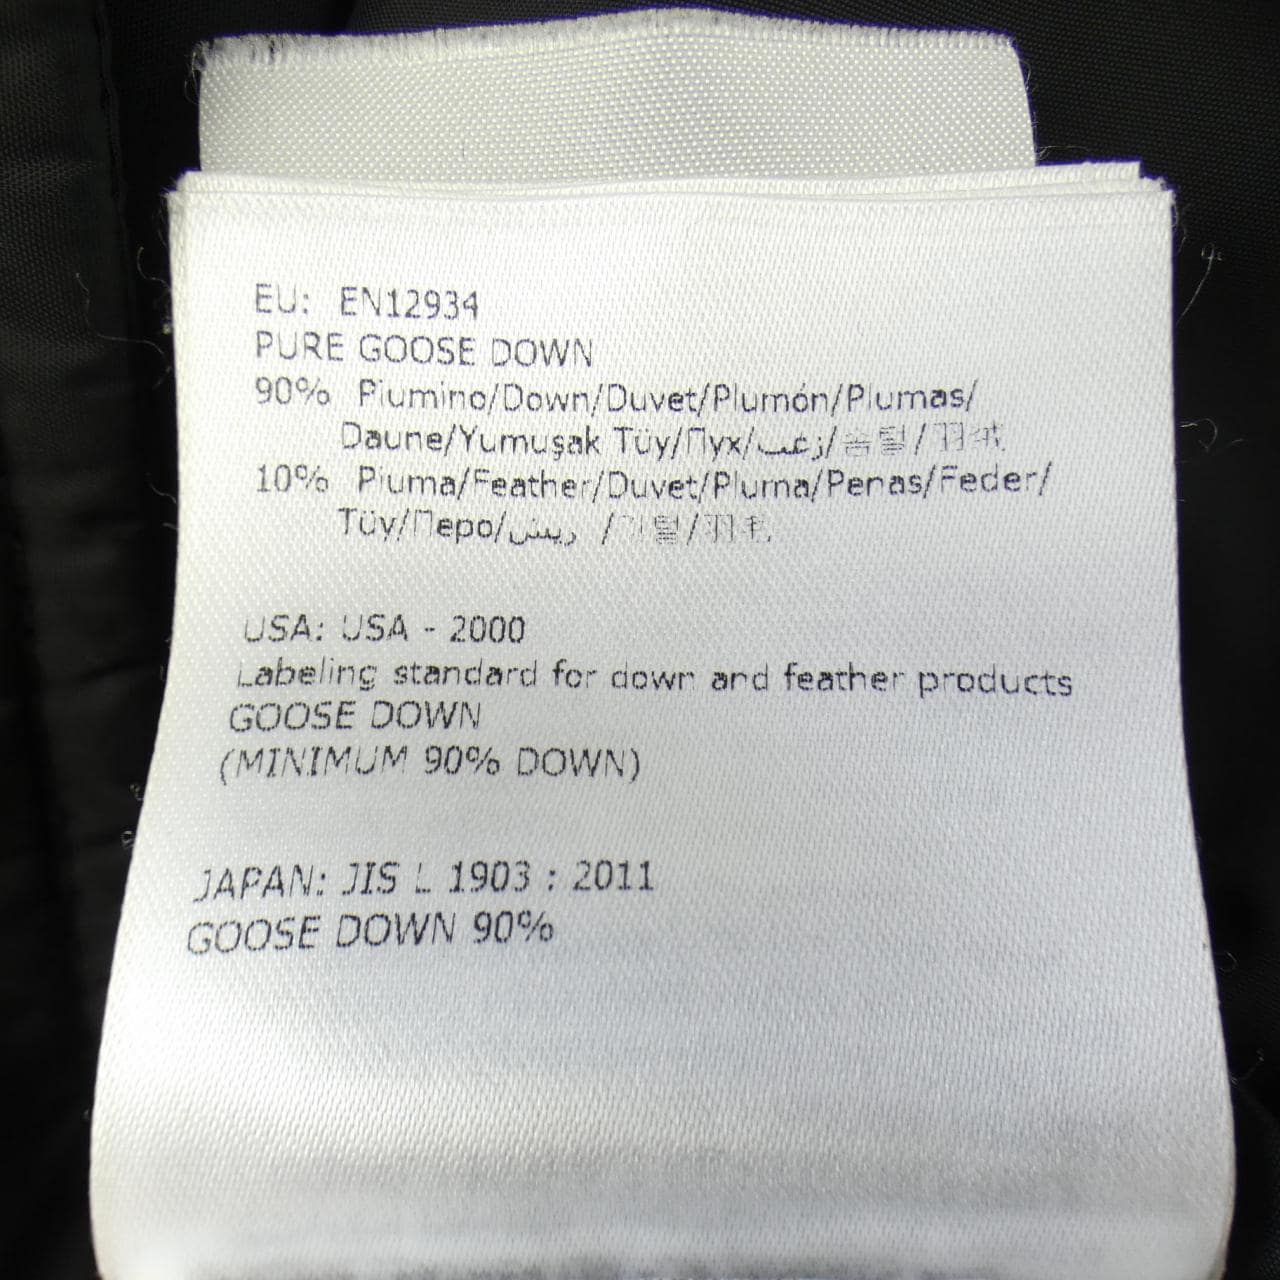 EU: EN12934
PURE GOOSE DOWN
90% Piumino/Down/Duvet/Plumón/Plumas/
Daune/Yumuşak Tüy/Пух/زغب/솜털/羽绒
10% Piuma/Feather/Duvet/Pluma/Penas/Feder/
Tüy/Перо/ريش /깃털/羽毛
USA: USA - 2000
Labeling standard for down and feather products
GOOSE DOWN
(MINIMUM 90% DOWN)
JAPAN: JIS L 1903 : 2011
GOOSE DOWN 90%